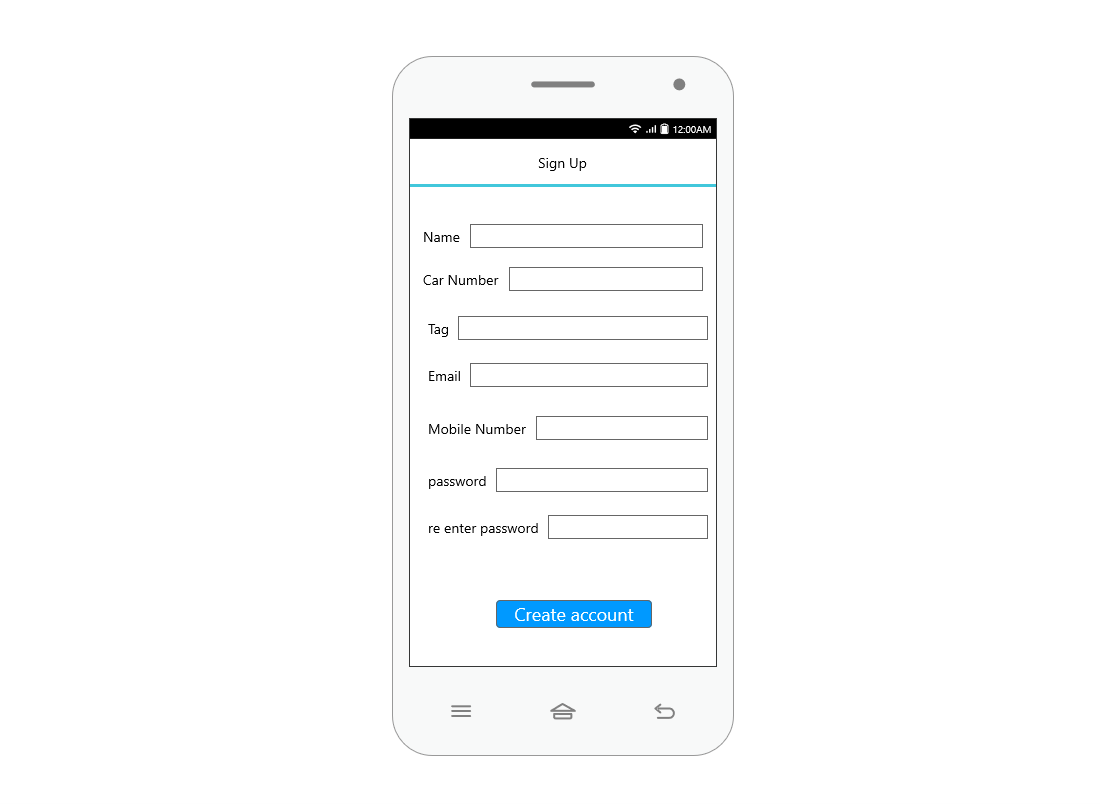 12:00AM
Sign Up
Name
Car Number
Tag
Email
Mobile Number
password
re enter password
Create account